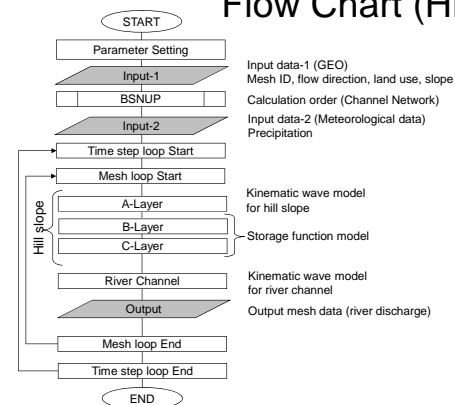 Flow Chart (H
START
Parameter Setting
Input-1
Input data-1 (GEO)
Mesh ID, flow direction, land use, slope
BSNUP
Calculation order (Channel Network)
Input-2
Input data-2 (Meteorological data)
Precipitation
Time step loop Start
Mesh loop Start
Hill slope
A-Layer
Kinematic wave model
for hill slope
B-Layer
Storage function model
C-Layer
River Channel
Kinematic wave model
for river channel
Output
Output mesh data (river discharge)
Mesh loop End
Time step loop End
END